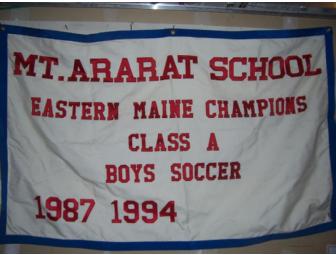 MT. ARARAT SCHOOL
EASTERN MAINE CHAMPIONS
CLASS A
BOYS SOCCER
1987 1994